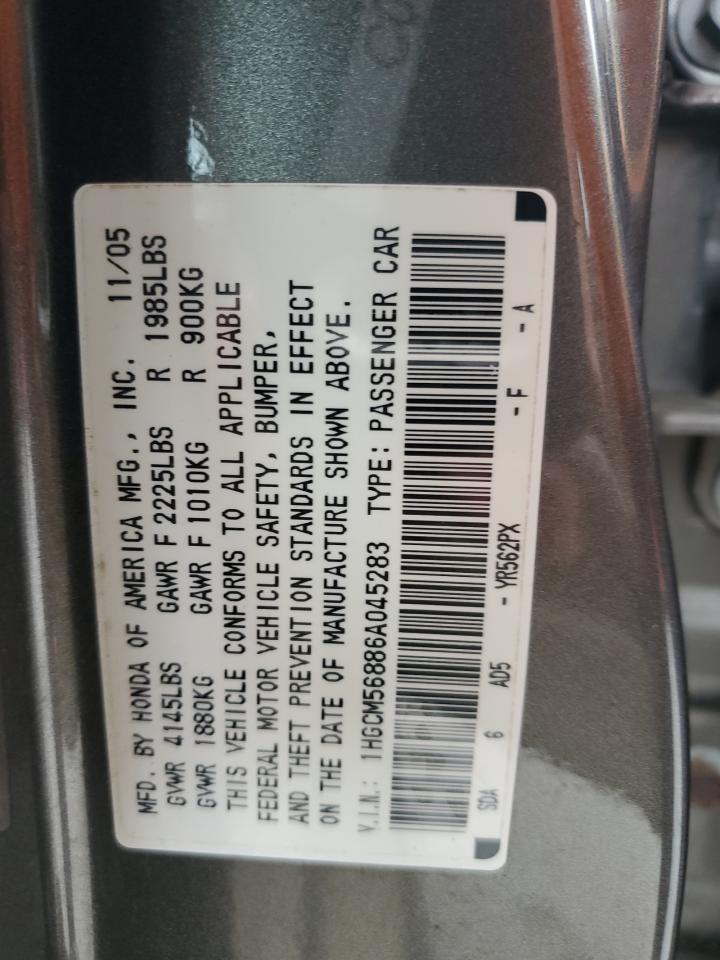 MFD. BY HONDA OF AMERICA MFG., INC. 11/05
GVWR 4145LBS GAWR F 2225LBS R 1985LBS
GVWR 1880KG GAWR F 1010KG R 900KG
THIS VEHICLE CONFORMS TO ALL APPLICABLE
FEDERAL MOTOR VEHICLE SAFETY, BUMPER,
AND THEFT PREVENTION STANDARDS IN EFFECT
ON THE DATE OF MANUFACTURE SHOWN ABOVE.
V.I.N.: 1HGCM56886A045283 TYPE: PASSENGER CAR
SDA 6 AD5 - YR562PX - F - A